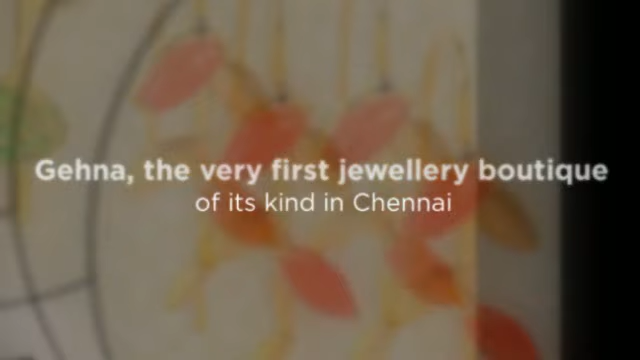 Gehna, the very first jewellery boutique
of its kind in Chennai